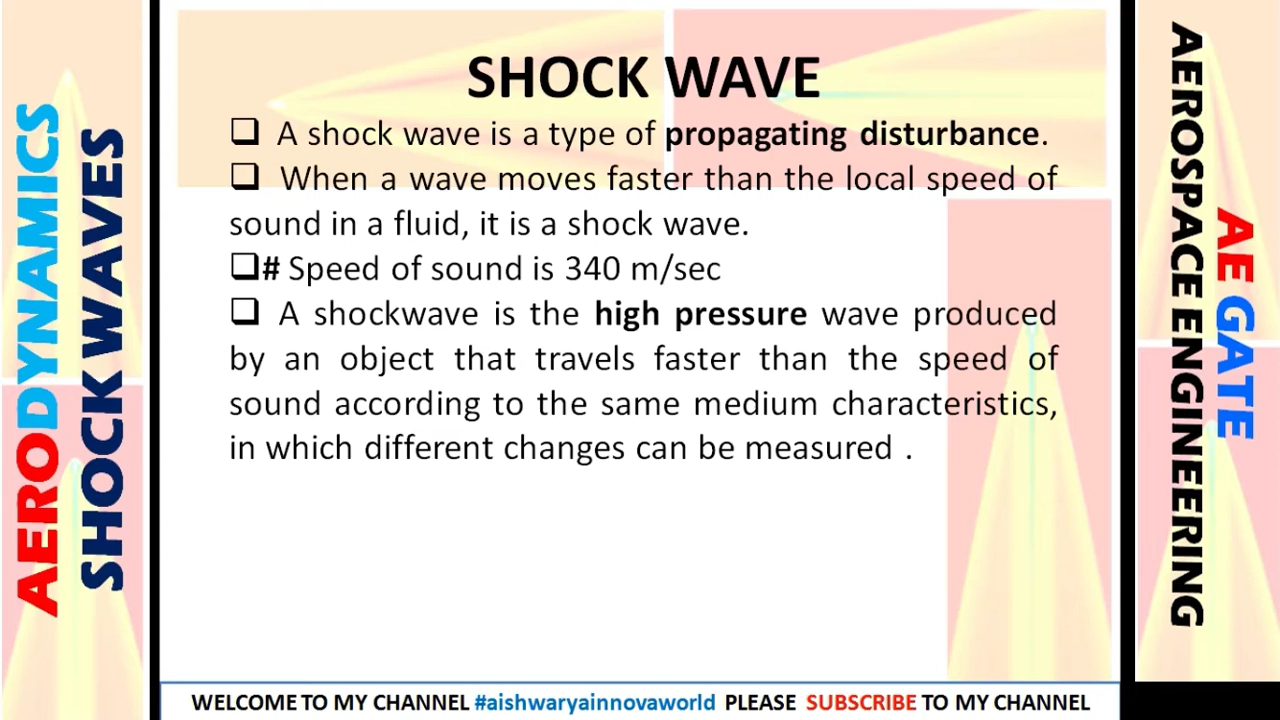 AERODYNAMICS
SHOCK WAVES
SHOCK WAVE
❑ A shock wave is a type of propagating disturbance.
❑ When a wave moves faster than the local speed of
sound in a fluid, it is a shock wave.
❑# Speed of sound is 340 m/sec
❑ A shockwave is the high pressure wave produced
by an object that travels faster than the speed of
sound according to the same medium characteristics,
in which different changes can be measured .
WELCOME TO MY CHANNEL #aishwaryainnovaworld PLEASE SUBSCRIBE TO MY CHANNEL
AE GATE
AEROSPACE ENGINEERING